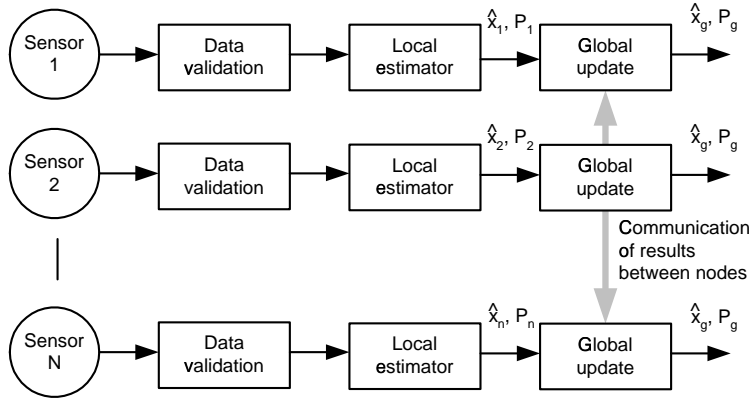 Sensor
1
Data
validation
Local
estimator
x̂₁, P₁
Global
update
x̂g, Pg
Sensor
2
Data
validation
Local
estimator
x̂₂, P₂
Global
update
x̂g, Pg
Communication
of results
between nodes
Sensor
N
Data
validation
Local
estimator
x̂ₙ, Pₙ
Global
update
x̂g, Pg